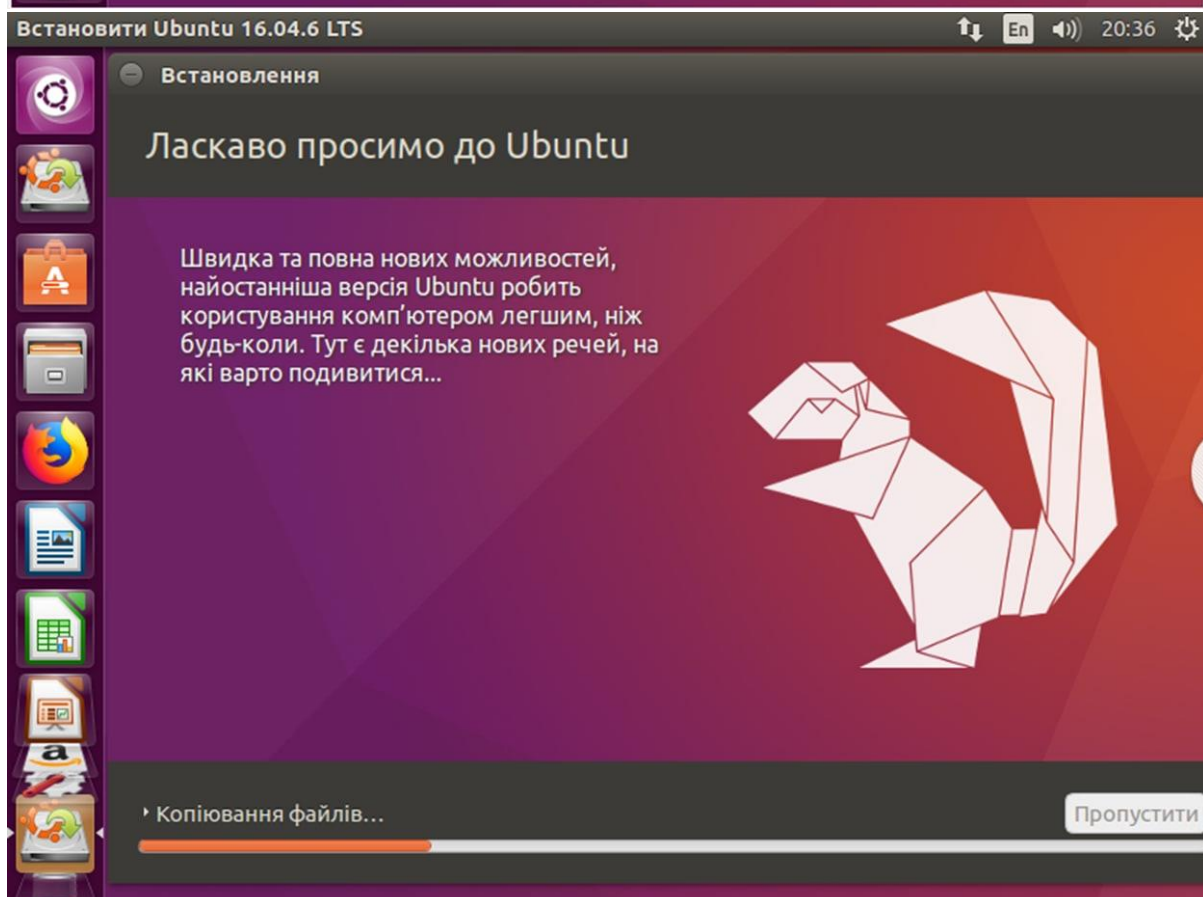 Встановити Ubuntu 16.04.6 LTS
En
20:36
Встановлення
Ласкаво просимо до Ubuntu
Швидка та повна нових можливостей,
найостанніша версія Ubuntu робить
користування комп’ютером легшим, ніж
будь-коли. Тут є декілька нових речей, на
які варто подивитися...
Копіювання файлів...
Пропустити